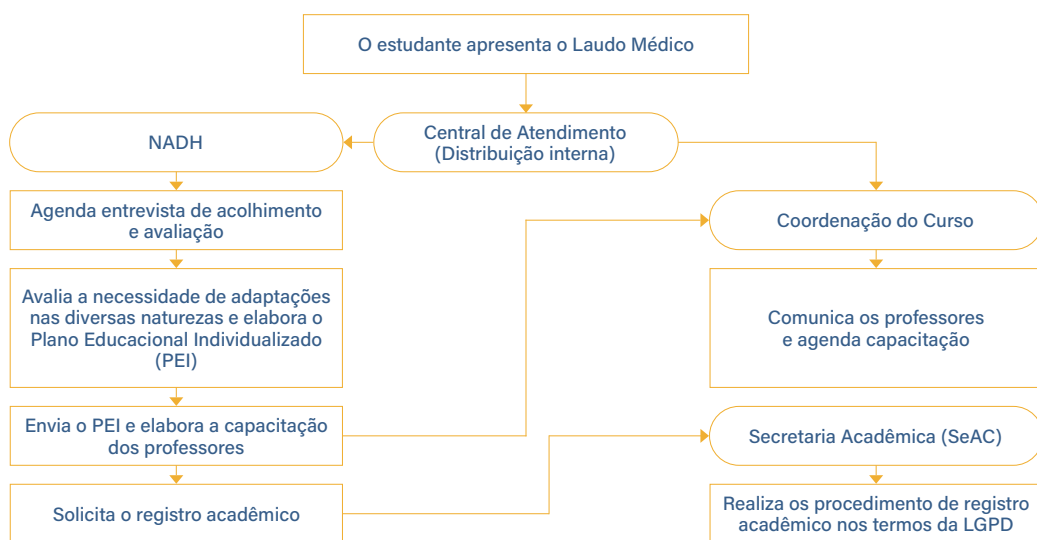 O estudante apresenta o Laudo Médico
Central de Atendimento
(Distribuição interna)
NADH
Agenda entrevista de acolhimento
e avaliação
Avalia a necessidade de adaptações
nas diversas naturezas e elabora o
Plano Educacional Individualizado
(PEI)
Envia o PEI e elabora a capacitação
dos professores
Solicita o registro acadêmico
Coordenação do Curso
Comunica os professores
e agenda capacitação
Secretaria Acadêmica (SeAC)
Realiza os procedimento de registro
acadêmico nos termos da LGPD